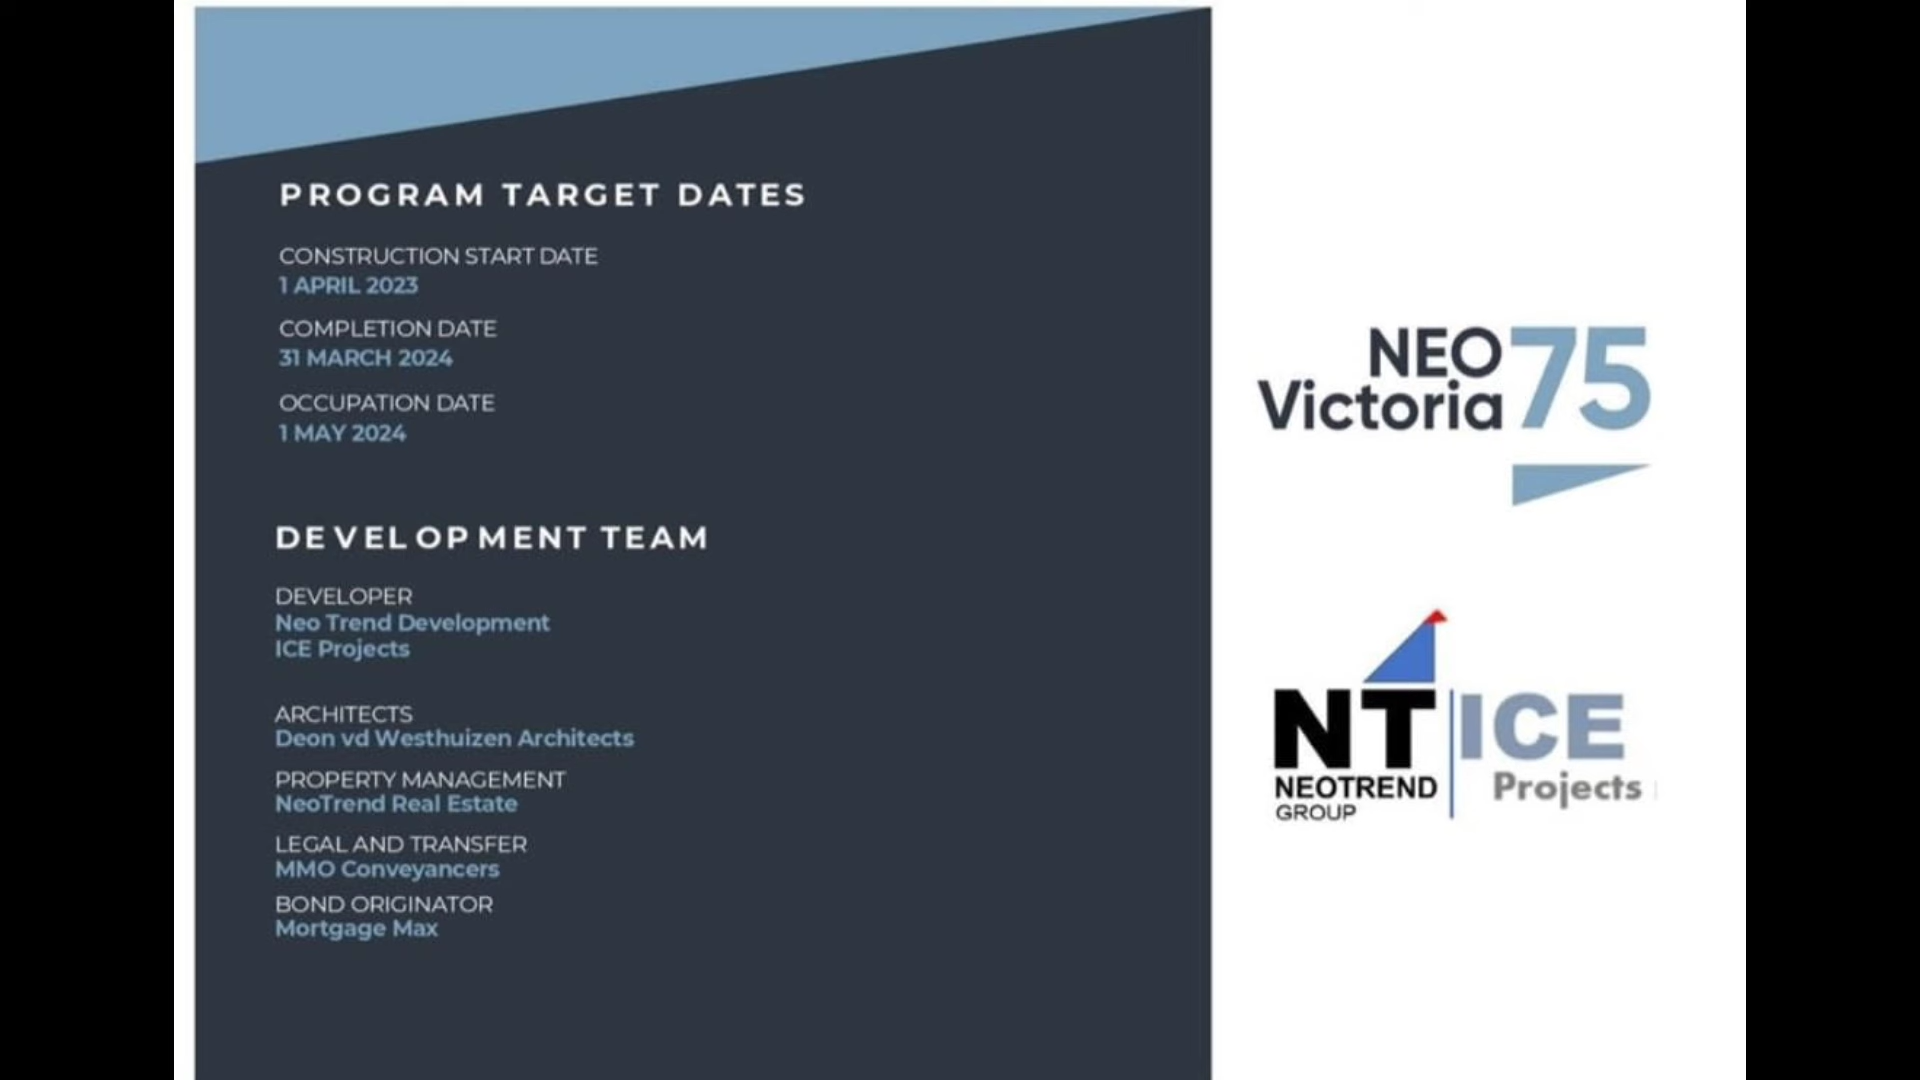 PROGRAM TARGET DATES
CONSTRUCTION START DATE
1 APRIL 2023
COMPLETION DATE
31 MARCH 2024
OCCUPATION DATE
1 MAY 2024
DEVELOPMENT TEAM
DEVELOPER
Neo Trend Development
ICE Projects
ARCHITECTS
Deon vd Westhuizen Architects
PROPERTY MANAGEMENT
NeoTrend Real Estate
LEGAL AND TRANSFER
MMO Conveyancers
BOND ORIGINATOR
Mortgage Max
NEO
Victoria 75
NT ICE
NEOTREND Projects
GROUP